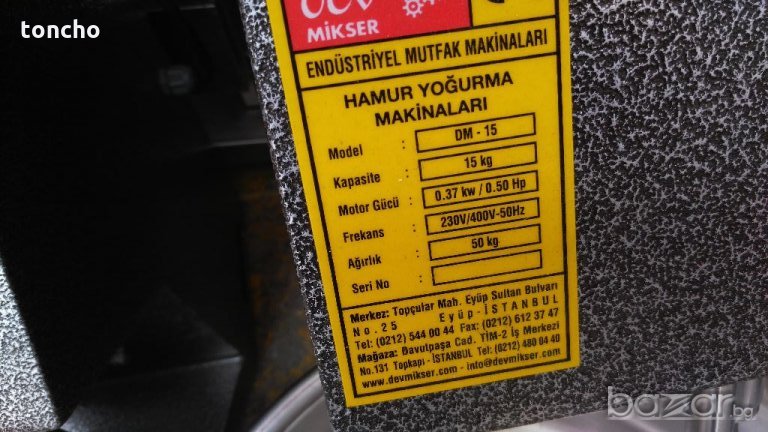 toncho
MİKSER
ENDÜSTRİYEL MUTFAK MAKİNALARI
HAMUR YOĞURMA
MAKİNALARI
Model : DM - 15
Kapasite : 15 kg
Motor Gücü : 0.37 kw / 0.50 Hp
Frekans : 230V/400V-50Hz
Ağırlık : 50 kg
Seri No :
Merkez: Topçular Mah. Eyüp Sultan Bulvarı
No.25 Eyüp-İSTANBUL
Tel: (0212) 544 00 44 Fax: (0212) 612 37 47
Mağaza: Davutpaşa Cad. TİM-2 İş Merkezi
No.131 Topkapı - İSTANBUL Tel: (0212) 480 04 40
www.devmikser.com - info@devmikser.com
bazar.bg